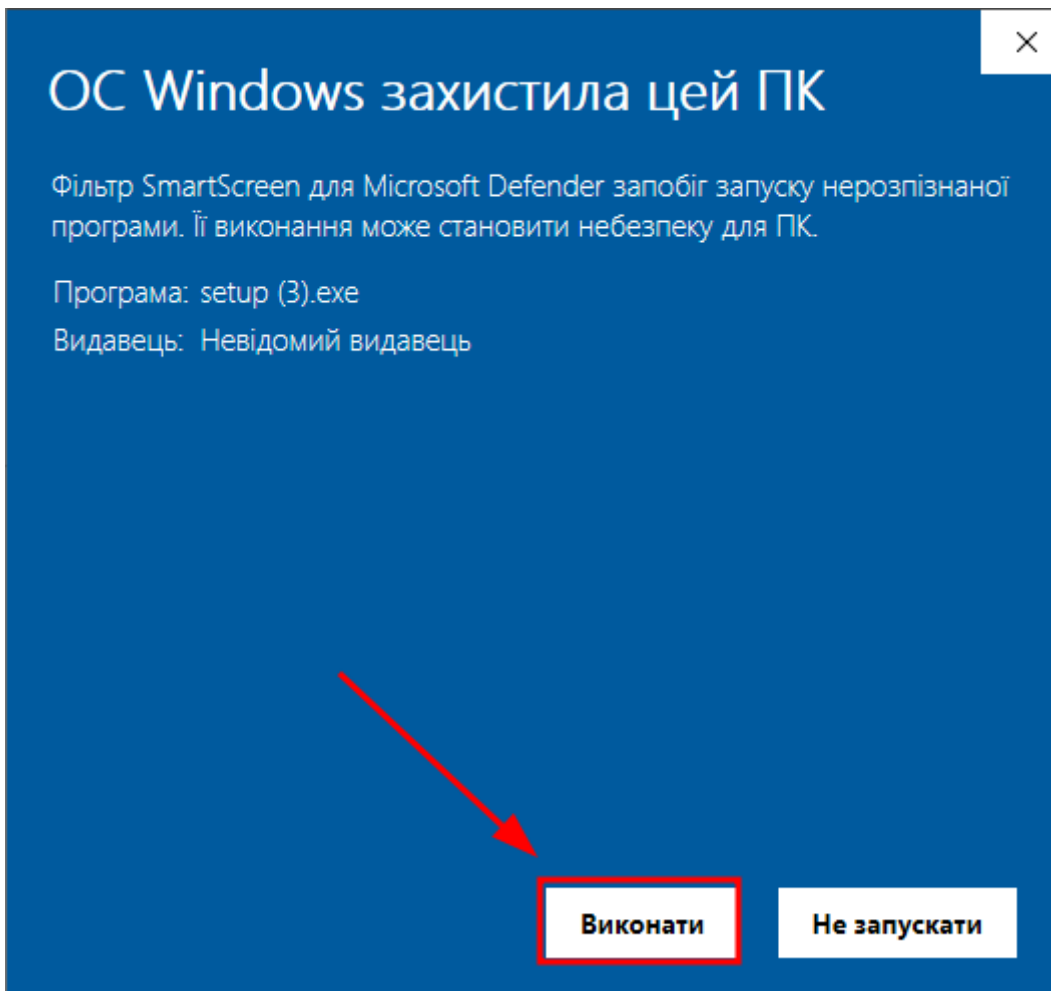 ОС Windows захистила цей ПК
Фільтр SmartScreen для Microsoft Defender запобіг запуску нерозпізнаної
програми. Її виконання може становити небезпеку для ПК.
Програма: setup (3).exe
Видавець: Невідомий видавець
Виконати Не запускати